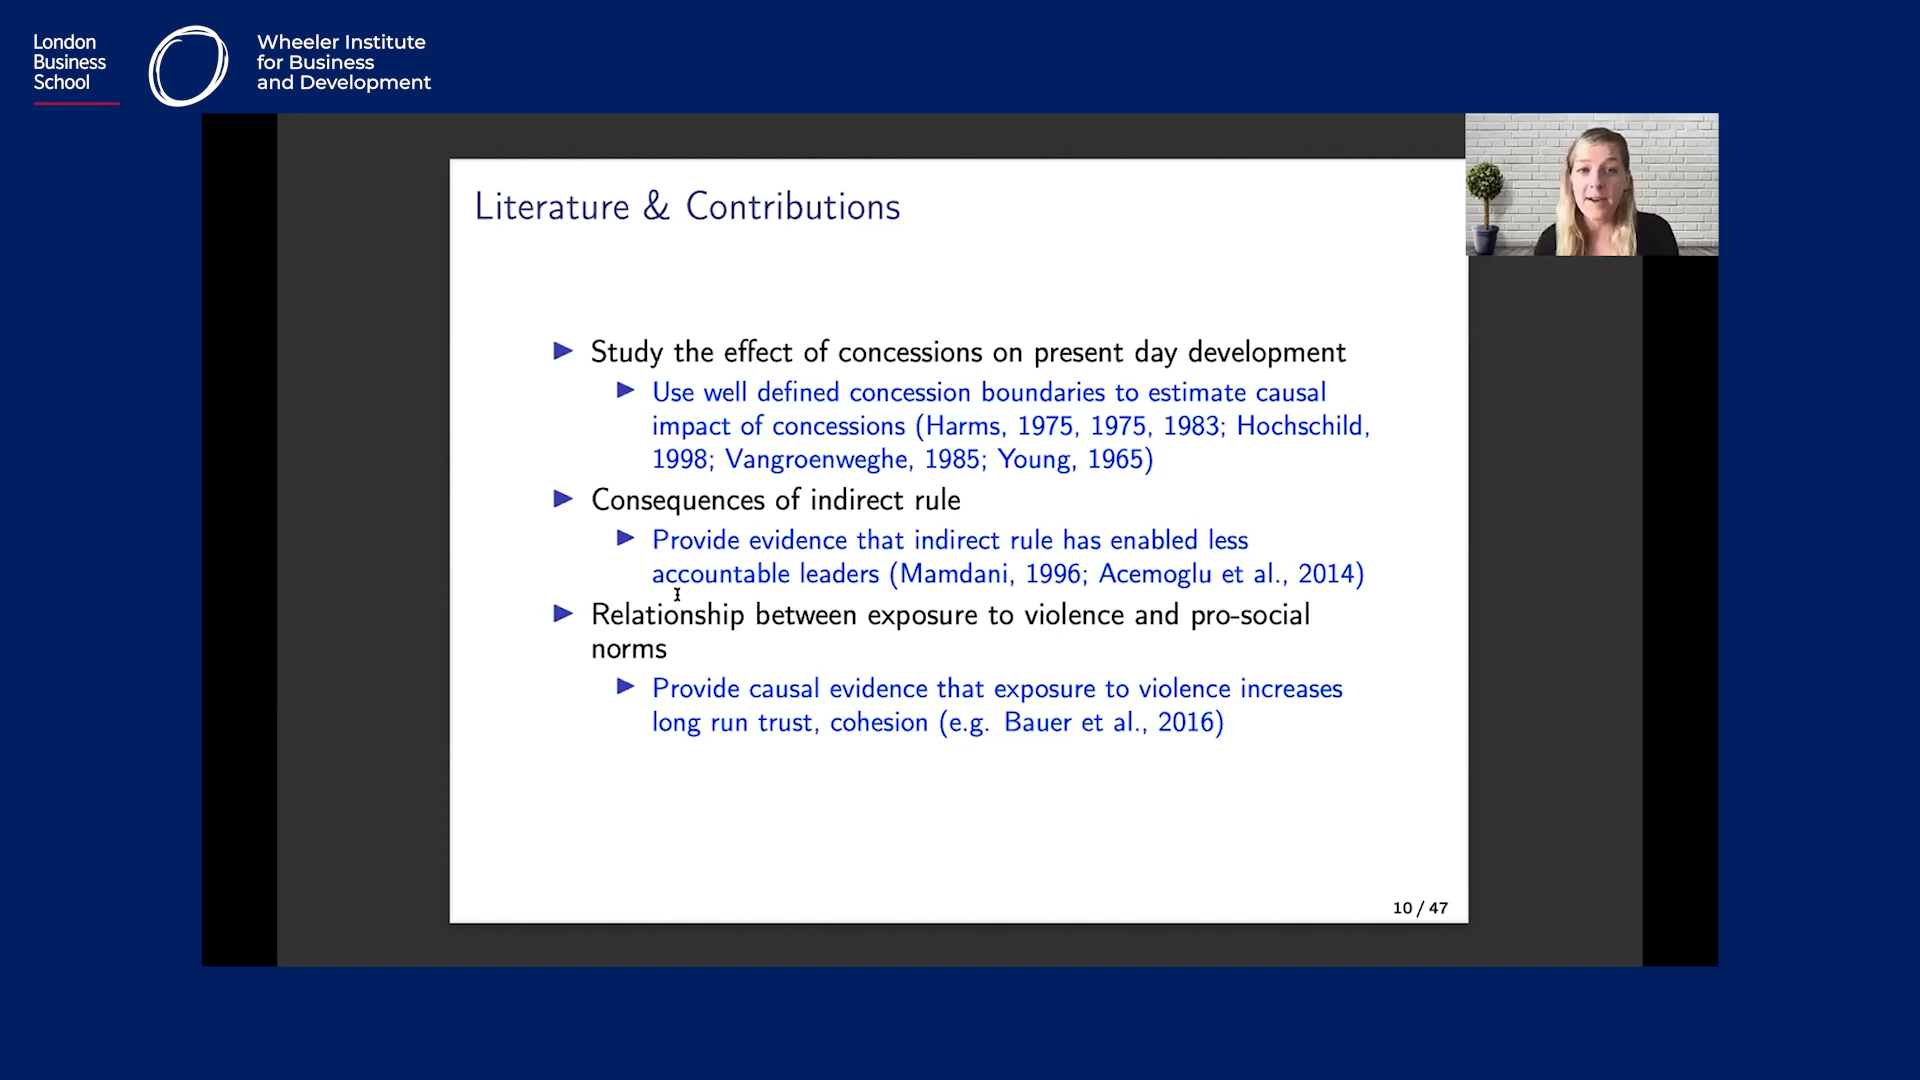 London
Business
School
Wheeler Institute
for Business
and Development
Literature & Contributions
Study the effect of concessions on present day development
Use well defined concession boundaries to estimate causal
impact of concessions (Harms, 1975, 1975, 1983; Hochschild,
1998; Vangroenweghe, 1985; Young, 1965)
Consequences of indirect rule
Provide evidence that indirect rule has enabled less
accountable leaders (Mamdani, 1996; Acemoglu et al., 2014)
Relationship between exposure to violence and pro-social
norms
Provide causal evidence that exposure to violence increases
long run trust, cohesion (e.g. Bauer et al., 2016)
10 / 47